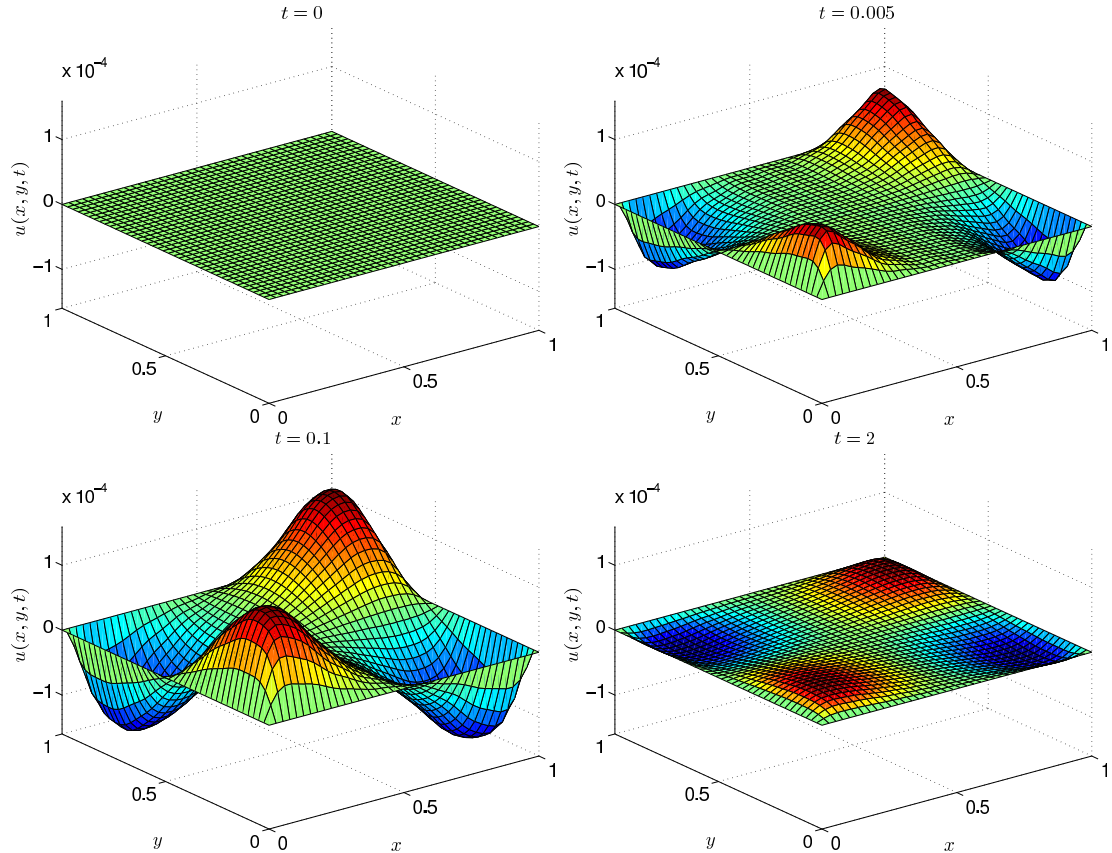 t = 0
x 10⁻⁴
1
0
−1
u(x, y, t)
1
0.5
0
y
0
0.5
1
x
t = 0.005
x 10⁻⁴
1
0
−1
u(x, y, t)
1
0.5
0
y
0
0.5
1
x
t = 0.1
x 10⁻⁴
1
0
−1
u(x, y, t)
1
0.5
0
y
0
0.5
1
x
t = 2
x 10⁻⁴
1
0
−1
u(x, y, t)
1
0.5
0
y
0
0.5
1
x